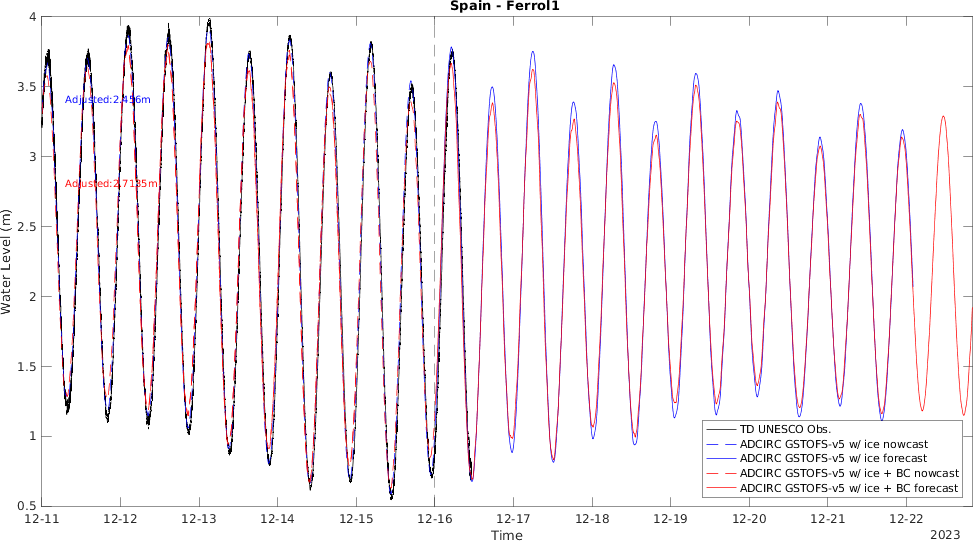 Spain - Ferrol1
4
3.5
3
2.5
2
1.5
1
0.5
Water Level (m)
Adjusted:2.456m
Adjusted:2.7135m
TD UNESCO Obs.
ADCIRC GSTOFS-v5 w/ ice nowcast
ADCIRC GSTOFS-v5 w/ ice forecast
ADCIRC GSTOFS-v5 w/ ice + BC nowcast
ADCIRC GSTOFS-v5 w/ ice + BC forecast
12-11 12-12 12-13 12-14 12-15 12-16 12-17 12-18 12-19 12-20 12-21 12-22
Time
2023